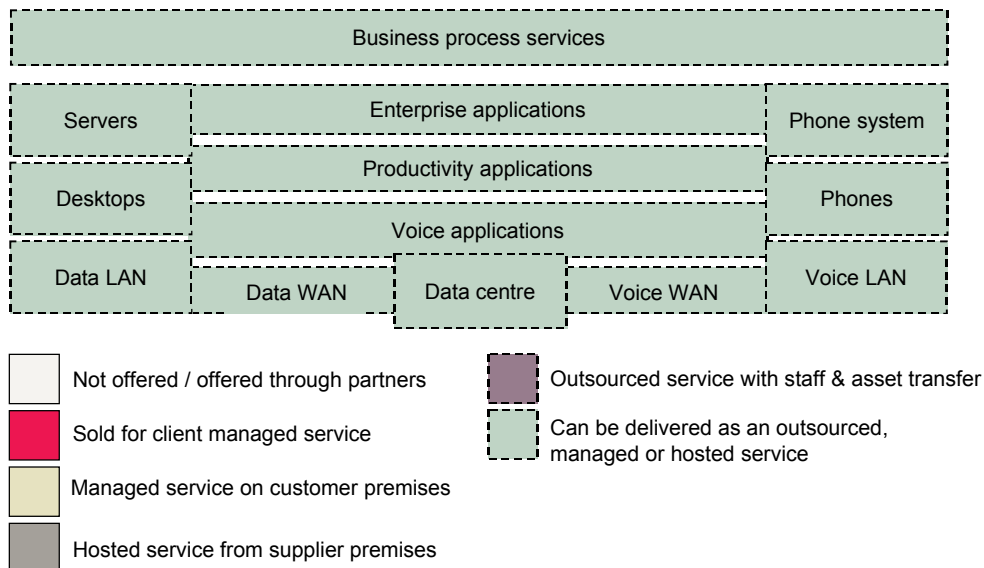 Business process services
Servers
Enterprise applications
Phone system
Productivity applications
Desktops
Phones
Voice applications
Data LAN
Data WAN
Data centre
Voice WAN
Voice LAN
Not offered / offered through partners
Sold for client managed service
Managed service on customer premises
Hosted service from supplier premises
Outsourced service with staff & asset transfer
Can be delivered as an outsourced,
managed or hosted service